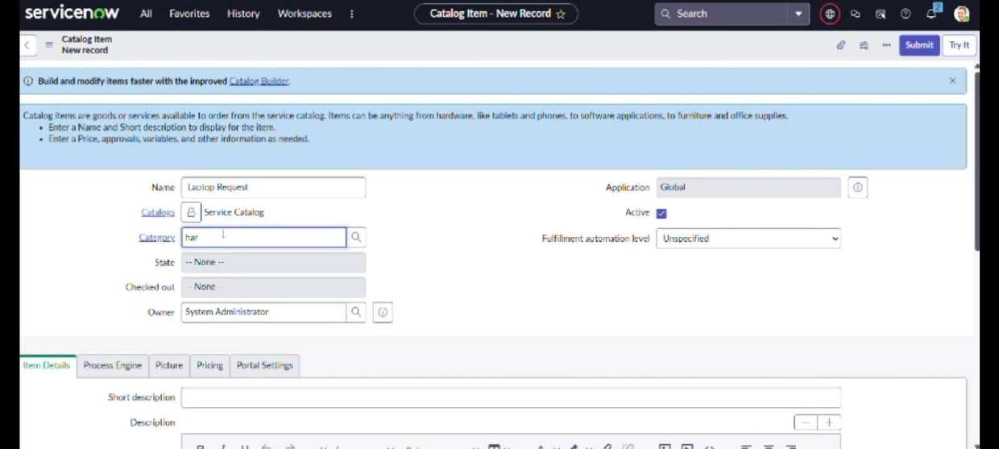 servicenow All Favorites History Workspaces Catalog Item - New Record Search 2
Catalog Item
New record
Submit Try It
Build and modify items faster with the improved Catalog Builder.
Catalog items are goods or services available to order from the service catalog. Items can be anything from hardware, like tablets and phones, to software applications, to furniture and office supplies.
• Enter a Name and Short description to display for the item.
• Enter a Price, approvals, variables, and other information as needed.
Name Laptop Request Application Global
Catalogs Service Catalog Active
Category har Fulfillment automation level Unspecified
State -- None --
Checked out -- None --
Owner System Administrator
Item Details Process Engine Picture Pricing Portal Settings
Short description
Description